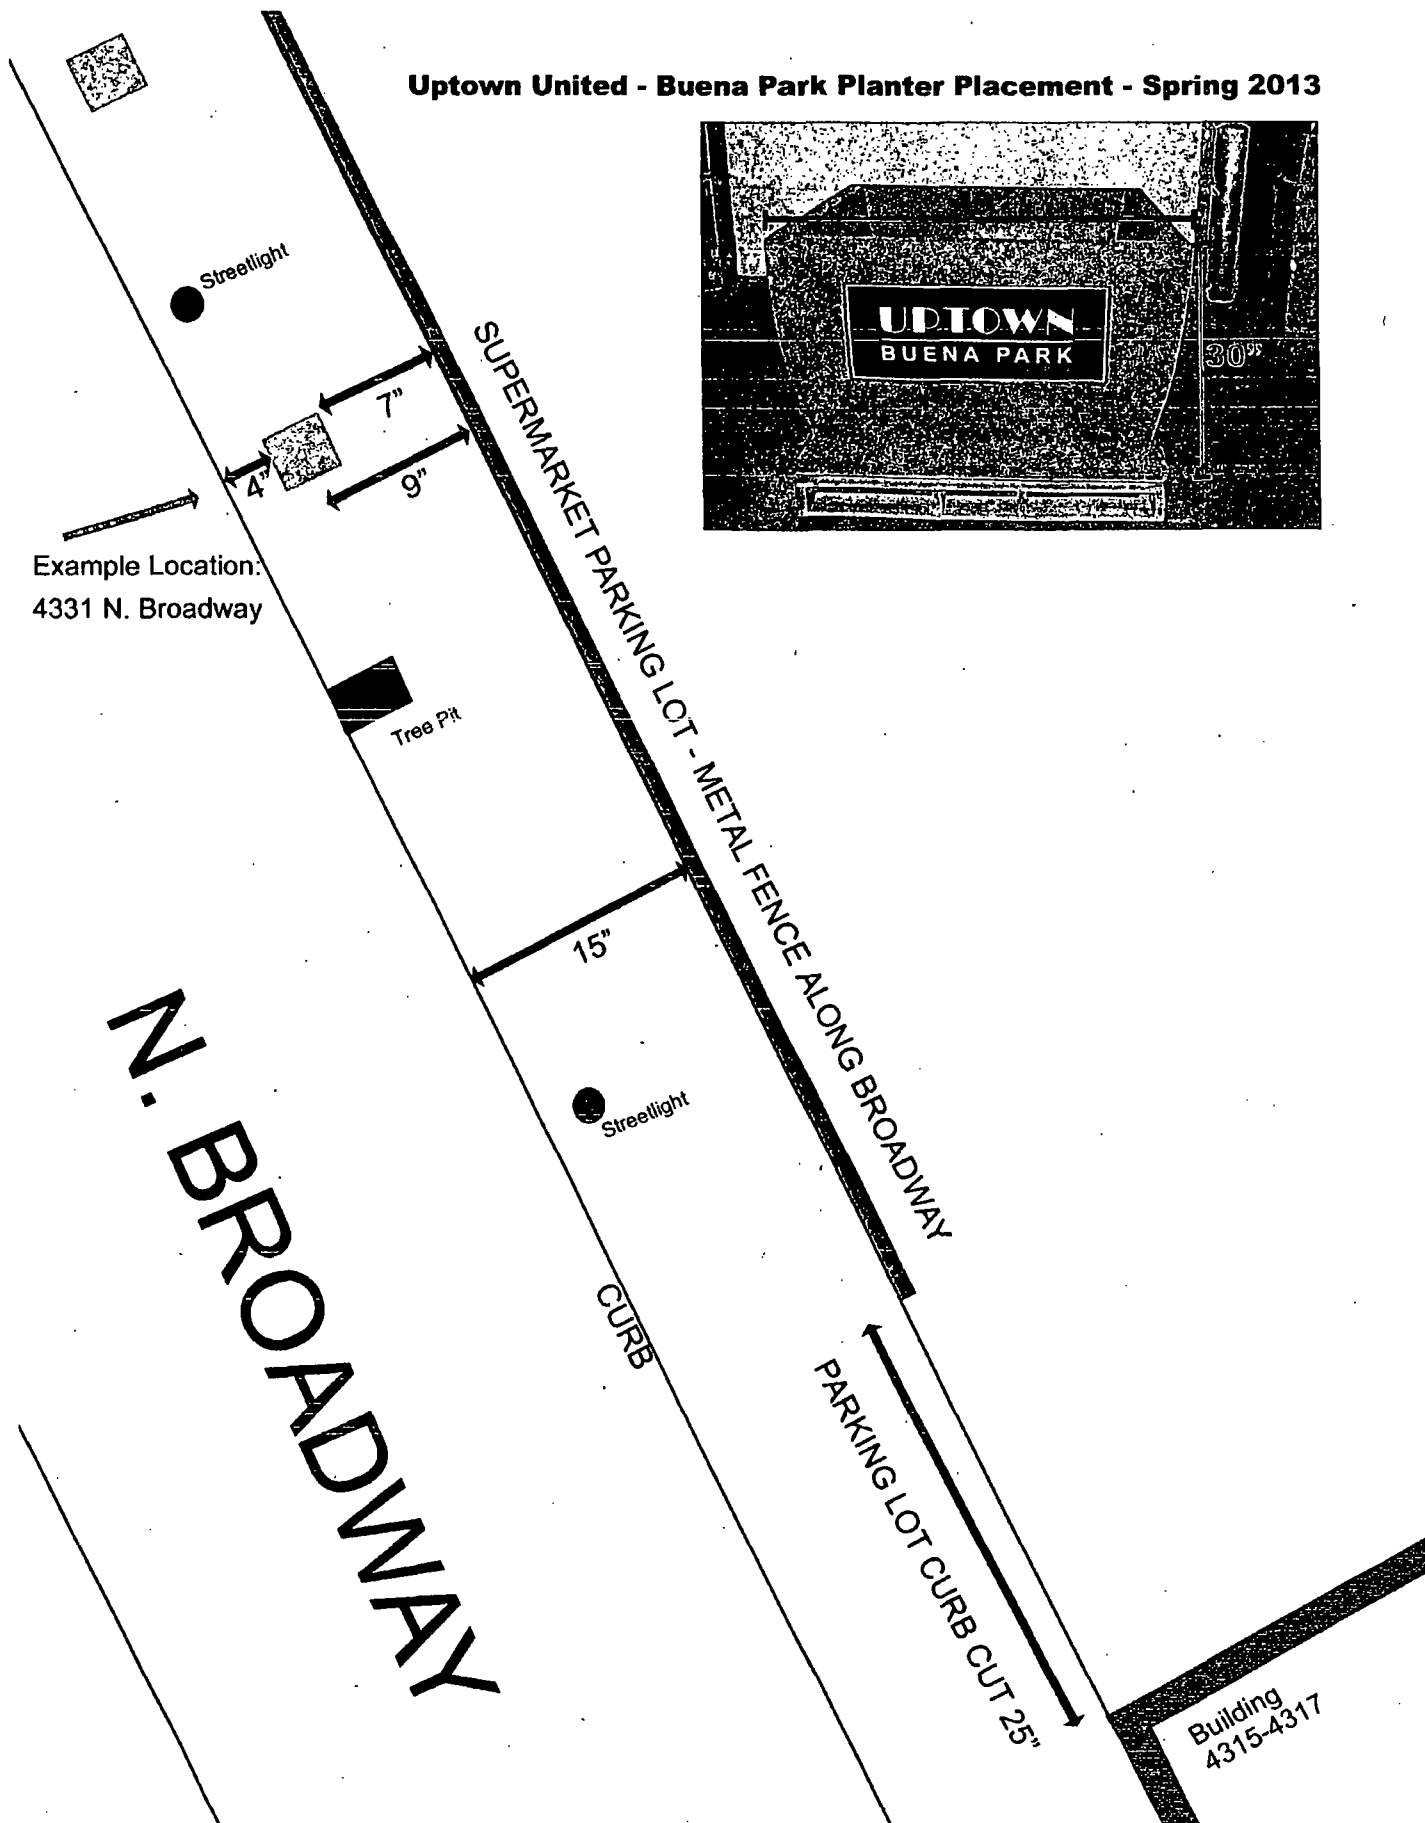 Uptown United - Buena Park Planter Placement - Spring 2013
UPTOWN
BUENA PARK
30”
Streetlight
7”
9”
4”
SUPERMARKET PARKING LOT - METAL FENCE ALONG BROADWAY
Example Location:
4331 N. Broadway
Tree Pit
15”
N. BROADWAY
Streetlight
CURB
PARKING LOT CURB CUT 25”
Building
4315-4317